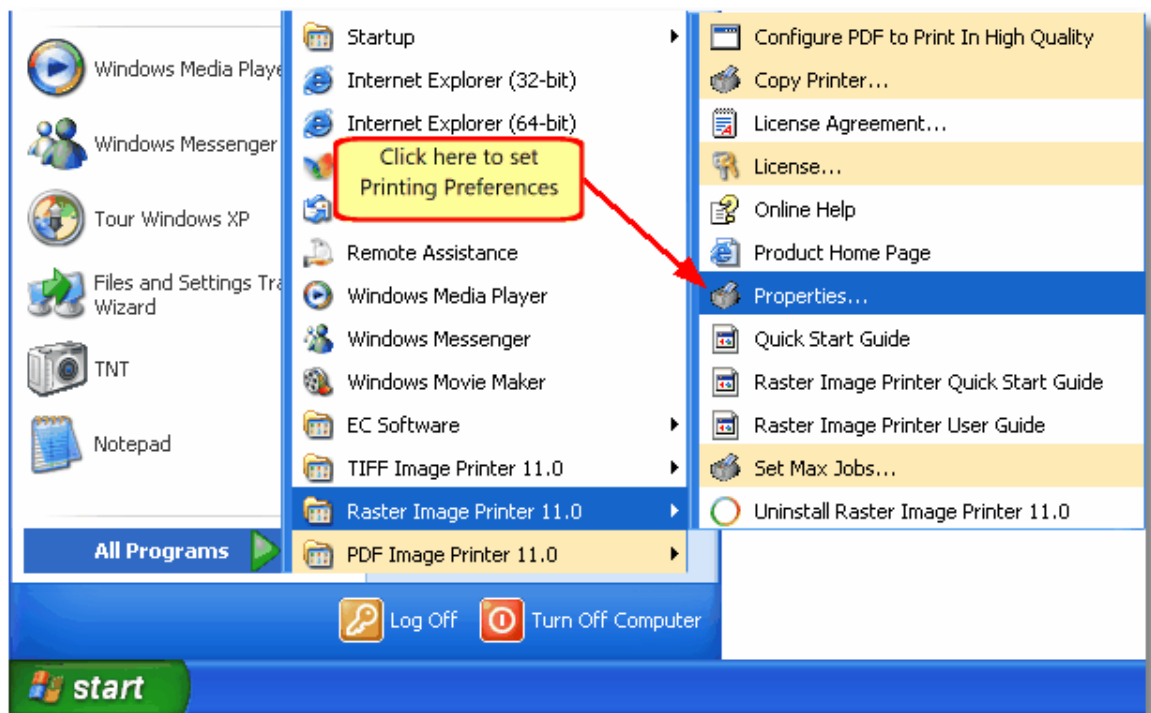 Windows Media Playe
Windows Messenger
Tour Windows XP
Files and Settings Tra
Wizard
TNT
Notepad
All Programs
Startup
Internet Explorer (32-bit)
Internet Explorer (64-bit)
Click here to set
Printing Preferences
Remote Assistance
Windows Media Player
Windows Messenger
Windows Movie Maker
EC Software
TIFF Image Printer 11.0
Raster Image Printer 11.0
PDF Image Printer 11.0
Configure PDF to Print In High Quality
Copy Printer...
License Agreement...
License...
Online Help
Product Home Page
Properties...
Quick Start Guide
Raster Image Printer Quick Start Guide
Raster Image Printer User Guide
Set Max Jobs...
Uninstall Raster Image Printer 11.0
Log Off
Turn Off Computer
start